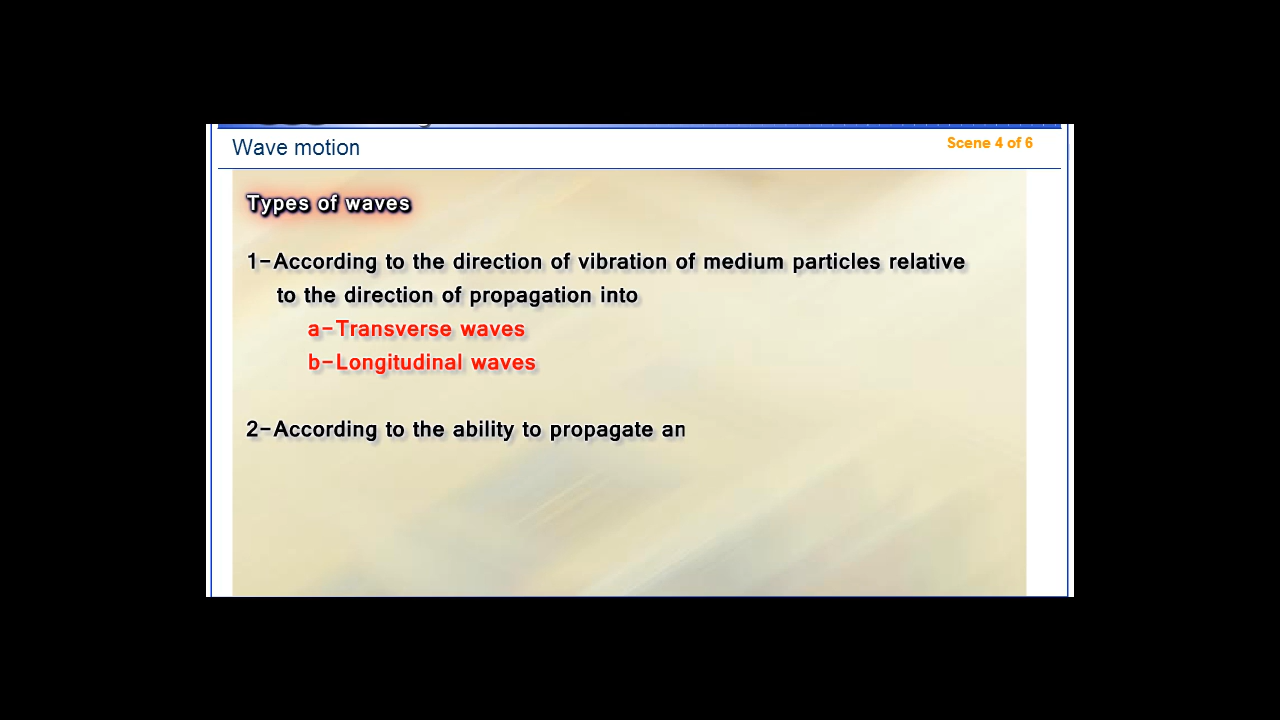 Wave motion
Scene 4 of 6
Types of waves
1-According to the direction of vibration of medium particles relative
to the direction of propagation into
a-Transverse waves
b-Longitudinal waves
2-According to the ability to propagate an